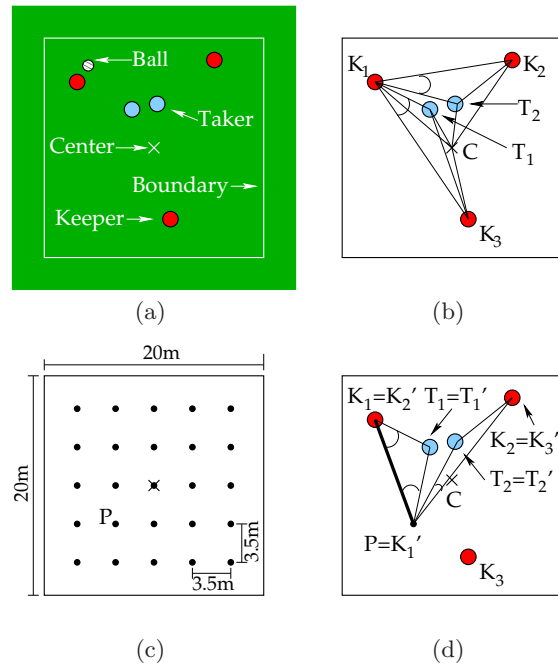 Ball
Taker
Center
Boundary
Keeper
(a)
K1
K2
T2
C
T1
K3
(b)
20m
20m
P
3.5m
3.5m
(c)
K1=K2′ T1=T1′
K2=K3′
T2=T2′
C
P=K1′
K3
(d)